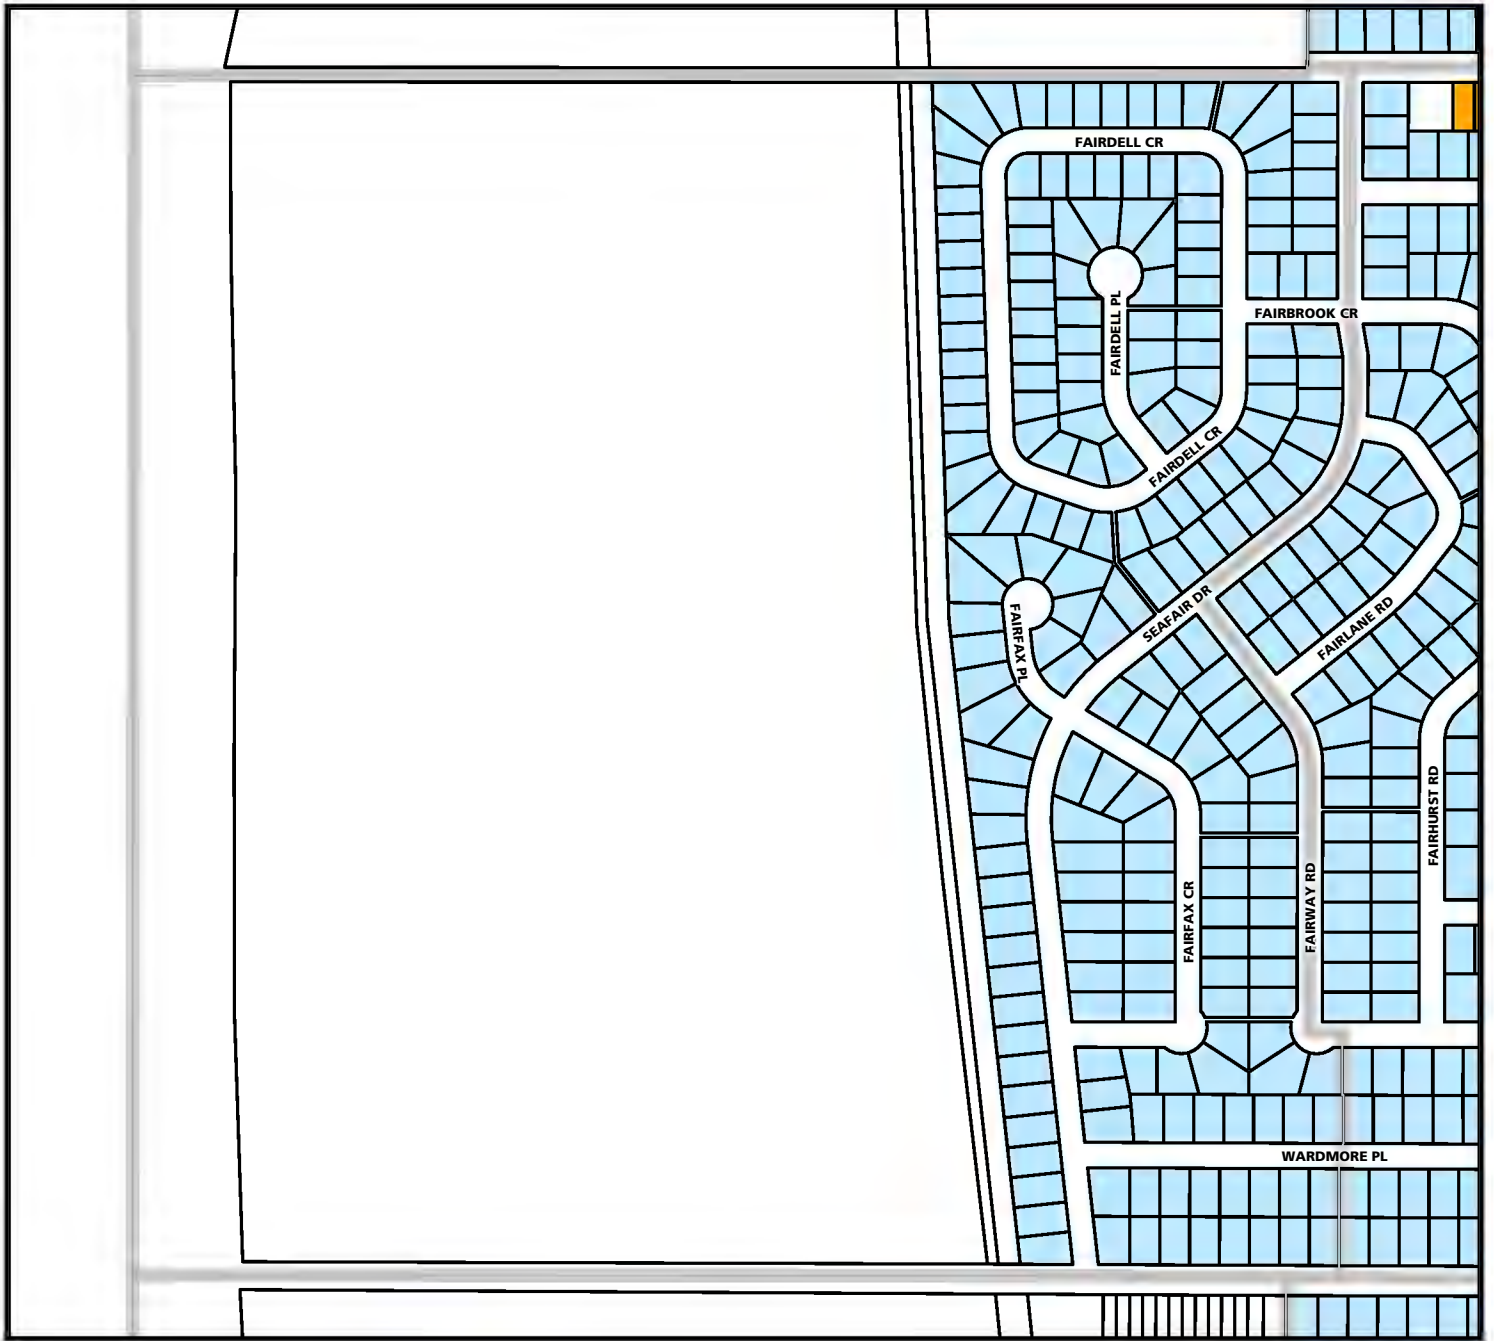 FAIRDELL CR
FAIRDELL PL
FAIRBROOK CR
FAIRDELL CR
SEAFAIR DR
FAIRLANE RD
FAIRFAX PL
FAIRHURST RD
FAIRFAX CR
FAIRWAY RD
WARDMORE PL